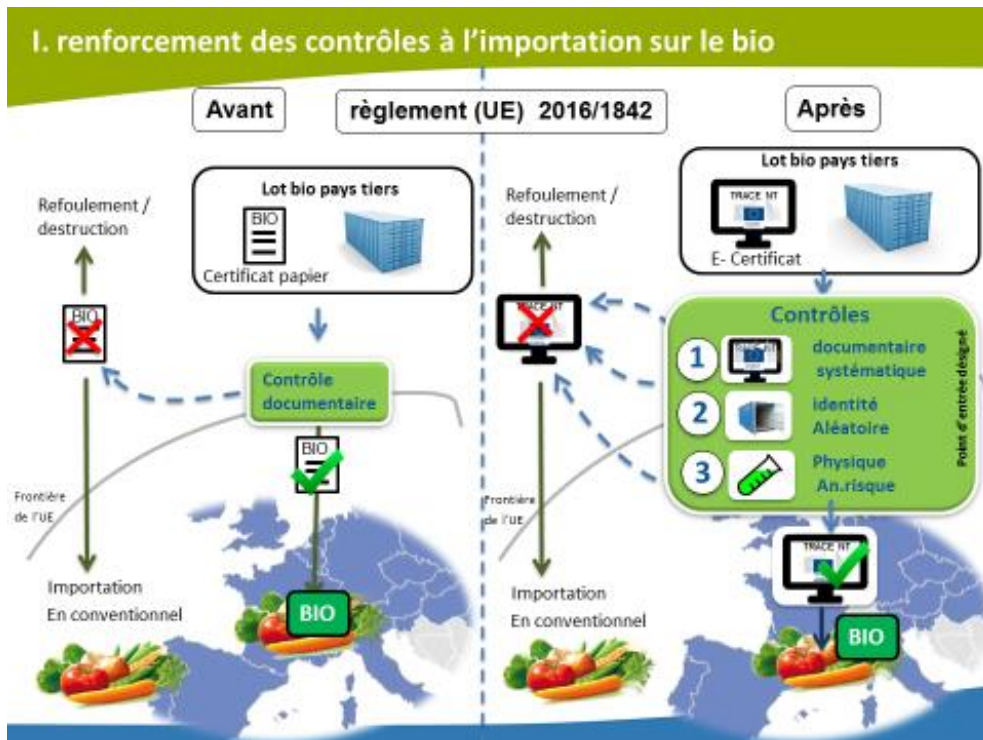 I. renforcement des contrôles à l'importation sur le bio
Avant
règlement (UE) 2016/1842
Après
Lot bio pays tiers
BIO
Certificat papier
Refoulement /
destruction
BIO
Contrôle
documentaire
BIO
Frontière
de l'UE
Importation
En conventionnel
BIO
Lot bio pays tiers
TRACE NT
E- Certificat
Refoulement /
destruction
TRACE NT
Contrôles
1
documentaire
systématique
2
identité
Aléatoire
3
Physique
An.risque
Point d'entrée désigné
Frontière
de l'UE
TRACE NT
Importation
En conventionnel
BIO